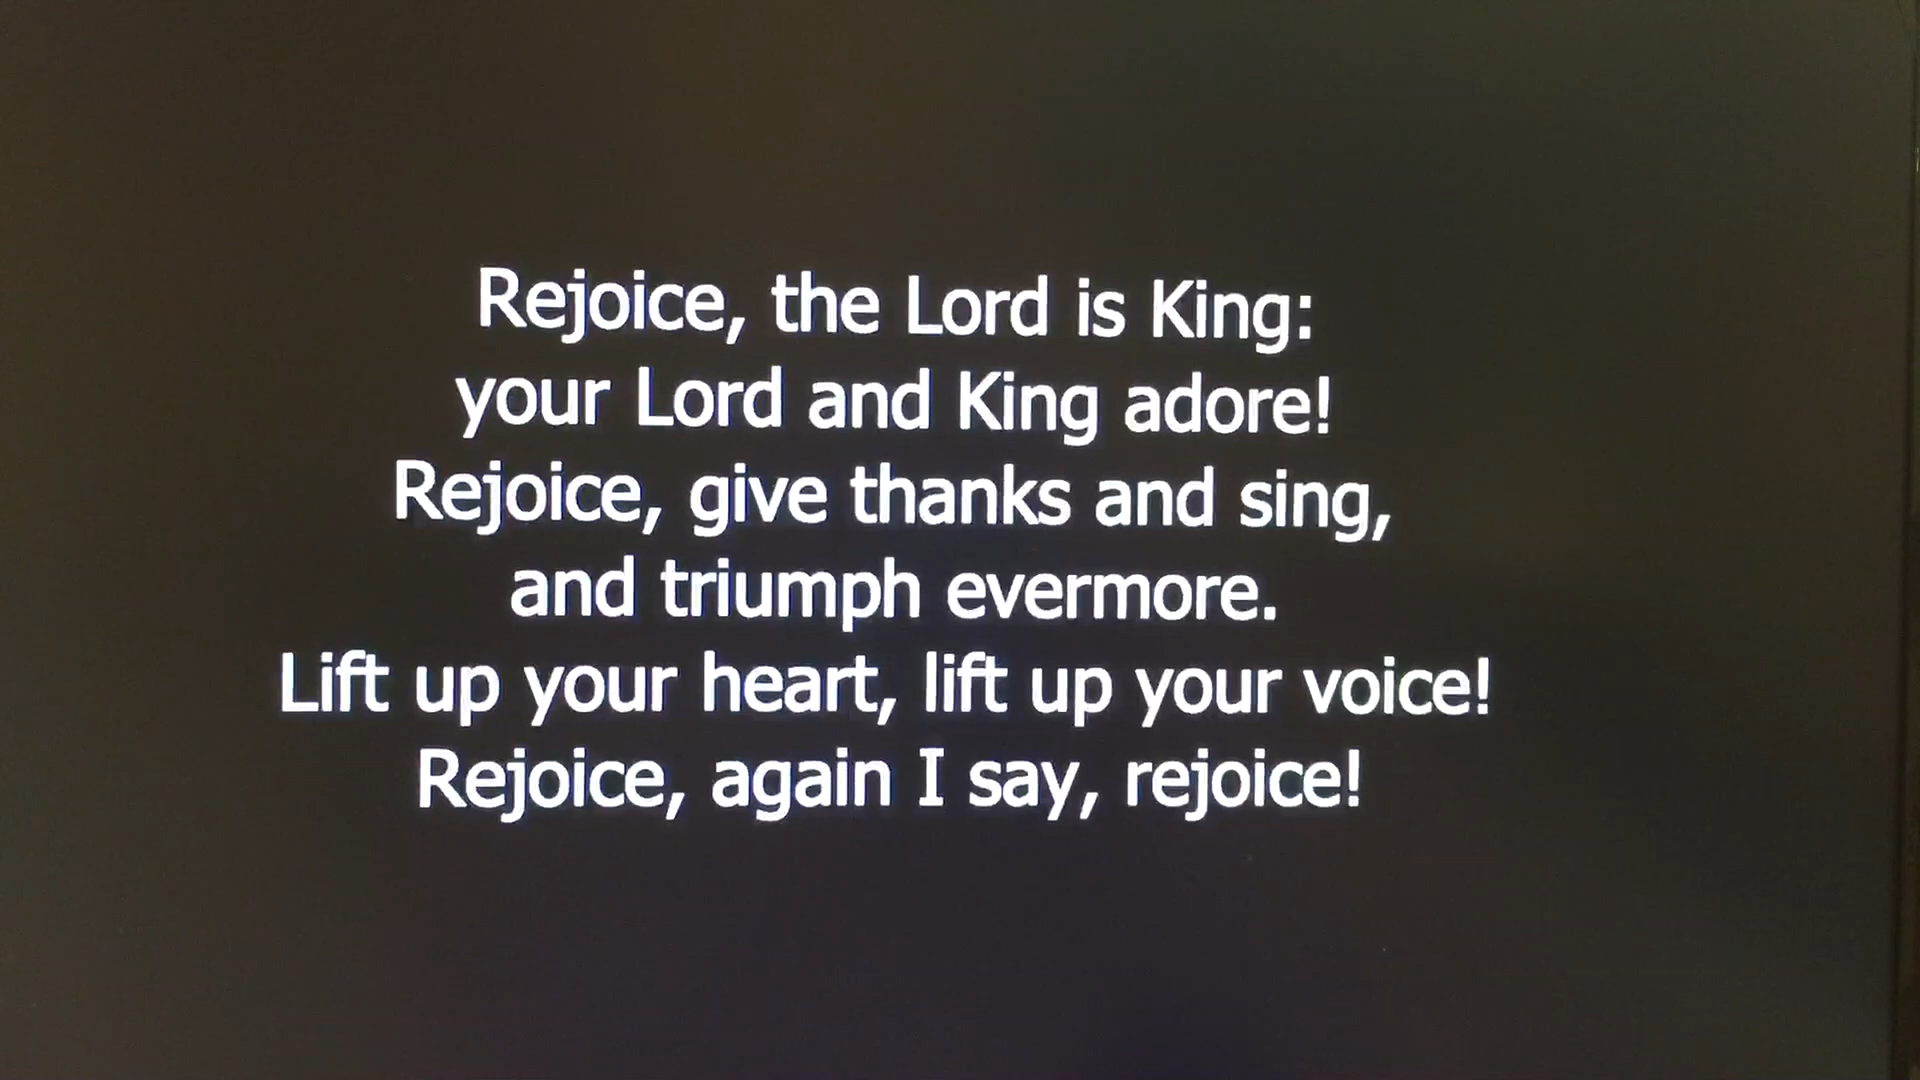 Rejoice, the Lord is King:
your Lord and King adore!
Rejoice, give thanks and sing,
and triumph evermore.
Lift up your heart, lift up your voice!
Rejoice, again I say, rejoice!